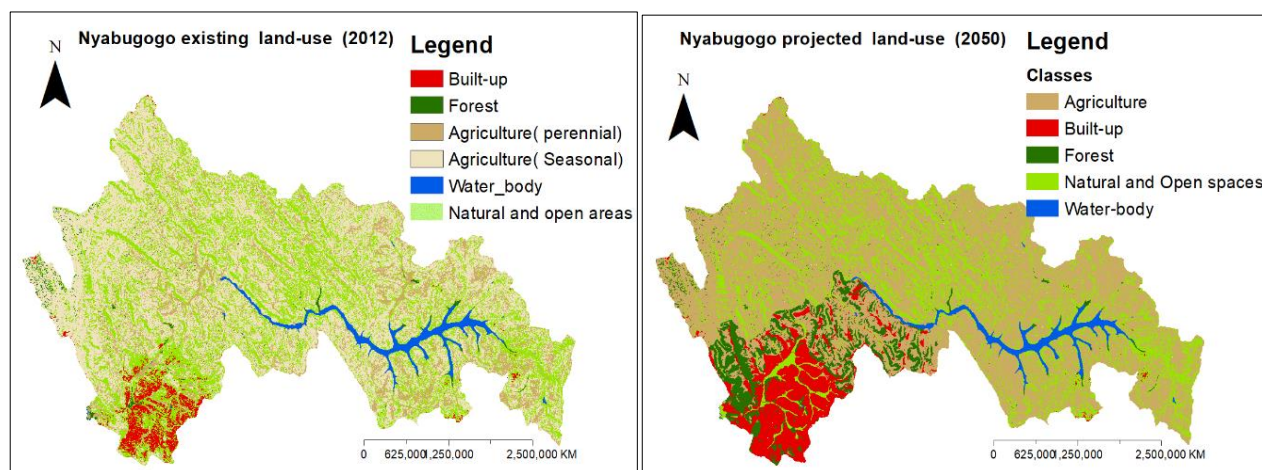 Nyabugogo existing land-use (2012)
Legend
N
Built-up
Forest
Agriculture( perennial)
Agriculture( Seasonal)
Water_body
Natural and open areas
625,000 1,250,000 2,500,000 KM
Nyabugogo projected land-use (2050)
Legend
N
Classes
Agriculture
Built-up
Forest
Natural and Open spaces
Water-body
625,000 1,250,000 2,500,000 KM